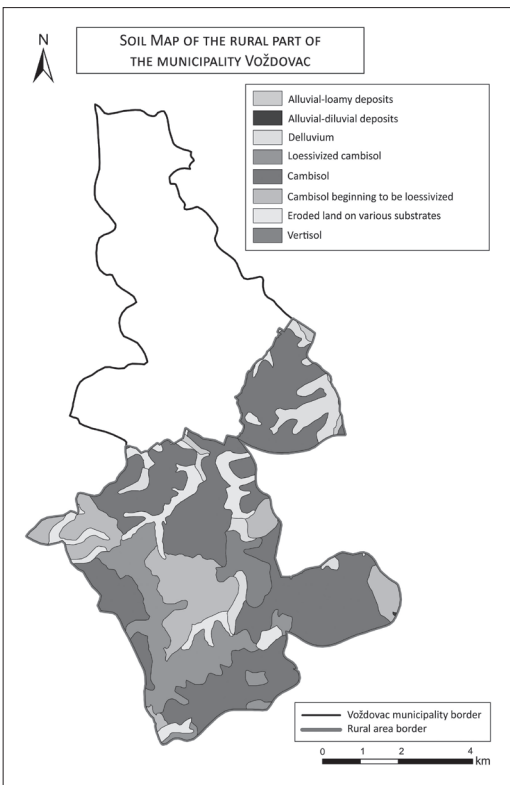 N
SOIL MAP OF THE RURAL PART OF
THE MUNICIPALITY VOŽDOVAC
Alluvial-loamy deposits
Alluvial-diluvial deposits
Delluvium
Loessivized cambisol
Cambisol
Cambisol beginning to be loessivized
Eroded land on various substrates
Vertisol
Voždovac municipality border
Rural area border
0 1 2 4
km